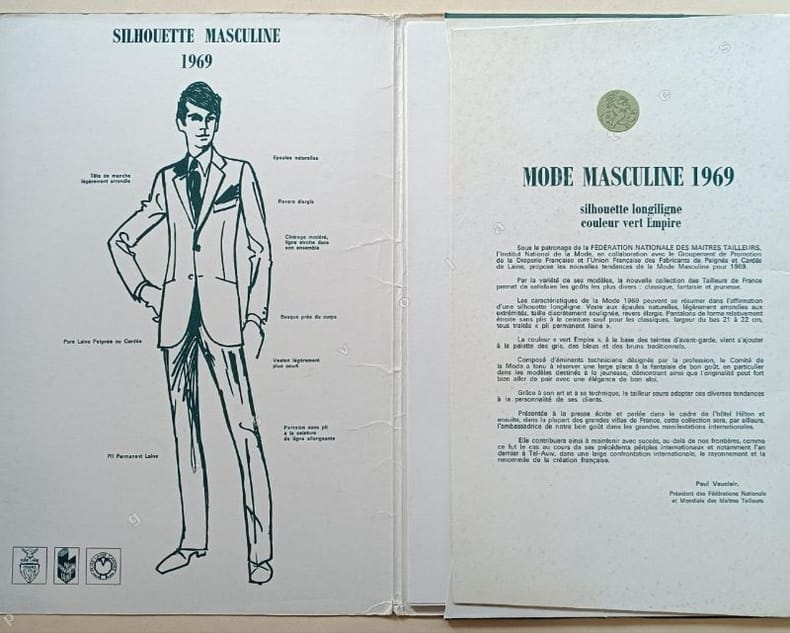 SILHOUETTE MASCULINE
1969
Tête de manche
légèrement arrondie
Epaules naturelles
Revers élargis
Cintrage modéré,
ligne étroite dans
son ensemble
Basque près du corps
Pure Laine Peignée ou Cardée
Veston légèrement
plus court
Pantalon sans pli
à la ceinture
de ligne allongeante
Pli Permanent Laine
MODE MASCULINE 1969
silhouette longiligne
couleur vert Empire
Sous le patronage de la FÉDÉRATION NATIONALE DES MAITRES TAILLEURS,
l'Institut National de la Mode, en collaboration avec le Groupement de Promotion
de la Draperie Française et l'Union Française des Fabricants de Peignés et Cardés
de Laine, propose les nouvelles tendances de la Mode Masculine pour 1969.
Par la variété de ses modèles, la nouvelle collection des Tailleurs de France
permet de satisfaire les goûts les plus divers : classique, fantaisie et jeunesse.
Les caractéristiques de la Mode 1969 peuvent se résumer dans l'affirmation
d'une silhouette longiligne. Veste aux épaules naturelles, légèrement arrondies aux
extrémités, taille discrètement soulignée, revers élargis. Pantalons de forme relativement
étroite sans plis à la ceinture sauf pour les classiques, largeur du bas 21 à 22 cm,
tous traités « pli permanent laine ».
La couleur « vert Empire », à la base des teintes d'avant-garde, vient s'ajouter
à la palette des gris, des bleus et des bruns traditionnels.
Composé d'éminents techniciens désignés par la profession, le Comité de
la Mode a tenu à réserver une large place à la fantaisie de bon goût, en particulier
dans les modèles destinés à la jeunesse, démontrant ainsi que l'originalité peut fort
bien aller de pair avec une élégance de bon aloi.
Grâce à son art et à sa technique, le tailleur saura adapter ces diverses tendances
à la personnalité de ses clients.
Présentée à la presse écrite et parlée dans le cadre de l'hôtel Hilton et
ensuite, dans la plupart des grandes villes de France, cette collection sera, par ailleurs,
l'ambassadrice de notre bon goût dans les grandes manifestations internationales.
Elle contribuera ainsi à maintenir avec succès, au-delà de nos frontières, comme
ce fut le cas au cours de ses précédents périples internationaux et notamment l'an
dernier à Tel-Aviv, dans une large confrontation internationale, le rayonnement et la
renommée de la création française.
Paul Vauclair,
Président des Fédérations Nationale
et Mondiale des Maitres Tailleurs.